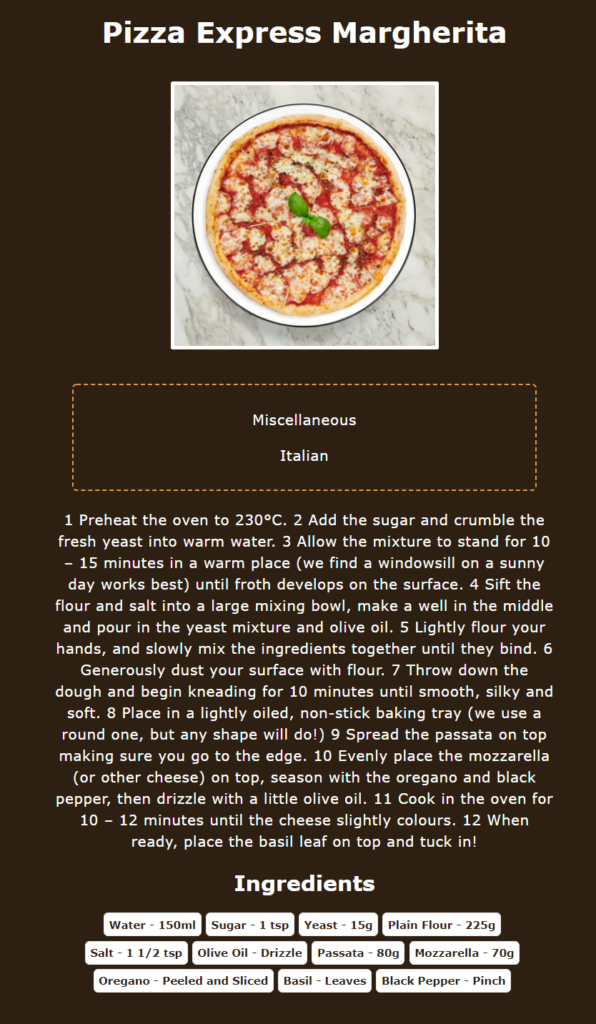 Pizza Express Margherita
Miscellaneous
Italian
1 Preheat the oven to 230°C. 2 Add the sugar and crumble the
fresh yeast into warm water. 3 Allow the mixture to stand for 10
– 15 minutes in a warm place (we find a windowsill on a sunny
day works best) until froth develops on the surface. 4 Sift the
flour and salt into a large mixing bowl, make a well in the middle
and pour in the yeast mixture and olive oil. 5 Lightly flour your
hands, and slowly mix the ingredients together until they bind. 6
Generously dust your surface with flour. 7 Throw down the
dough and begin kneading for 10 minutes until smooth, silky and
soft. 8 Place in a lightly oiled, non-stick baking tray (we use a
round one, but any shape will do!) 9 Spread the passata on top
making sure you go to the edge. 10 Evenly place the mozzarella
(or other cheese) on top, season with the oregano and black
pepper, then drizzle with a little olive oil. 11 Cook in the oven for
10 – 12 minutes until the cheese slightly colours. 12 When
ready, place the basil leaf on top and tuck in!
Ingredients
Water - 150ml Sugar - 1 tsp Yeast - 15g Plain Flour - 225g
Salt - 1 1/2 tsp Olive Oil - Drizzle Passata - 80g Mozzarella - 70g
Oregano - Peeled and Sliced Basil - Leaves Black Pepper - Pinch